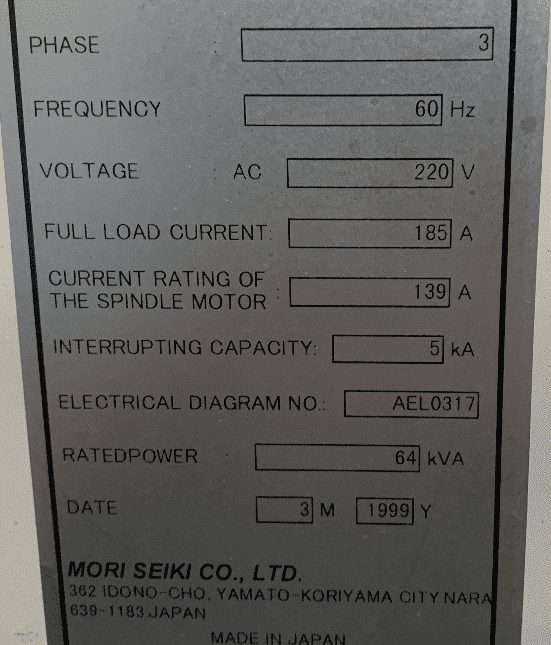 PHASE : 3
FREQUENCY : 60 Hz
VOLTAGE : AC 220 V
FULL LOAD CURRENT: 185 A
CURRENT RATING OF
THE SPINDLE MOTOR : 139 A
INTERRUPTING CAPACITY: 5 kA
ELECTRICAL DIAGRAM NO.: AEL0317
RATEDPOWER : 64 kVA
DATE : 3 M 1999 Y
MORI SEIKI CO., LTD.
362 IDONO-CHO, YAMATO-KORIYAMA CITY NARA
639-1183 JAPAN
MADE IN JAPAN